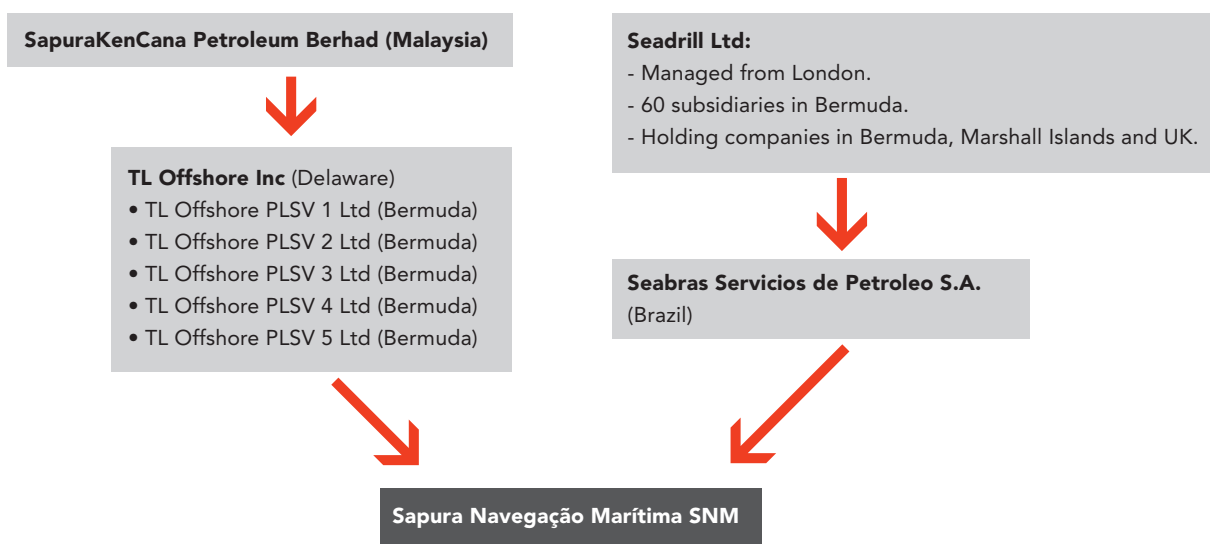 SapuraKenCana Petroleum Berhad (Malaysia)
TL Offshore Inc (Delaware)
• TL Offshore PLSV 1 Ltd (Bermuda)
• TL Offshore PLSV 2 Ltd (Bermuda)
• TL Offshore PLSV 3 Ltd (Bermuda)
• TL Offshore PLSV 4 Ltd (Bermuda)
• TL Offshore PLSV 5 Ltd (Bermuda)
Seadrill Ltd:
- Managed from London.
- 60 subsidiaries in Bermuda.
- Holding companies in Bermuda, Marshall Islands and UK.
Seabras Servicios de Petroleo S.A.
(Brazil)
Sapura Navegação Marítima SNM